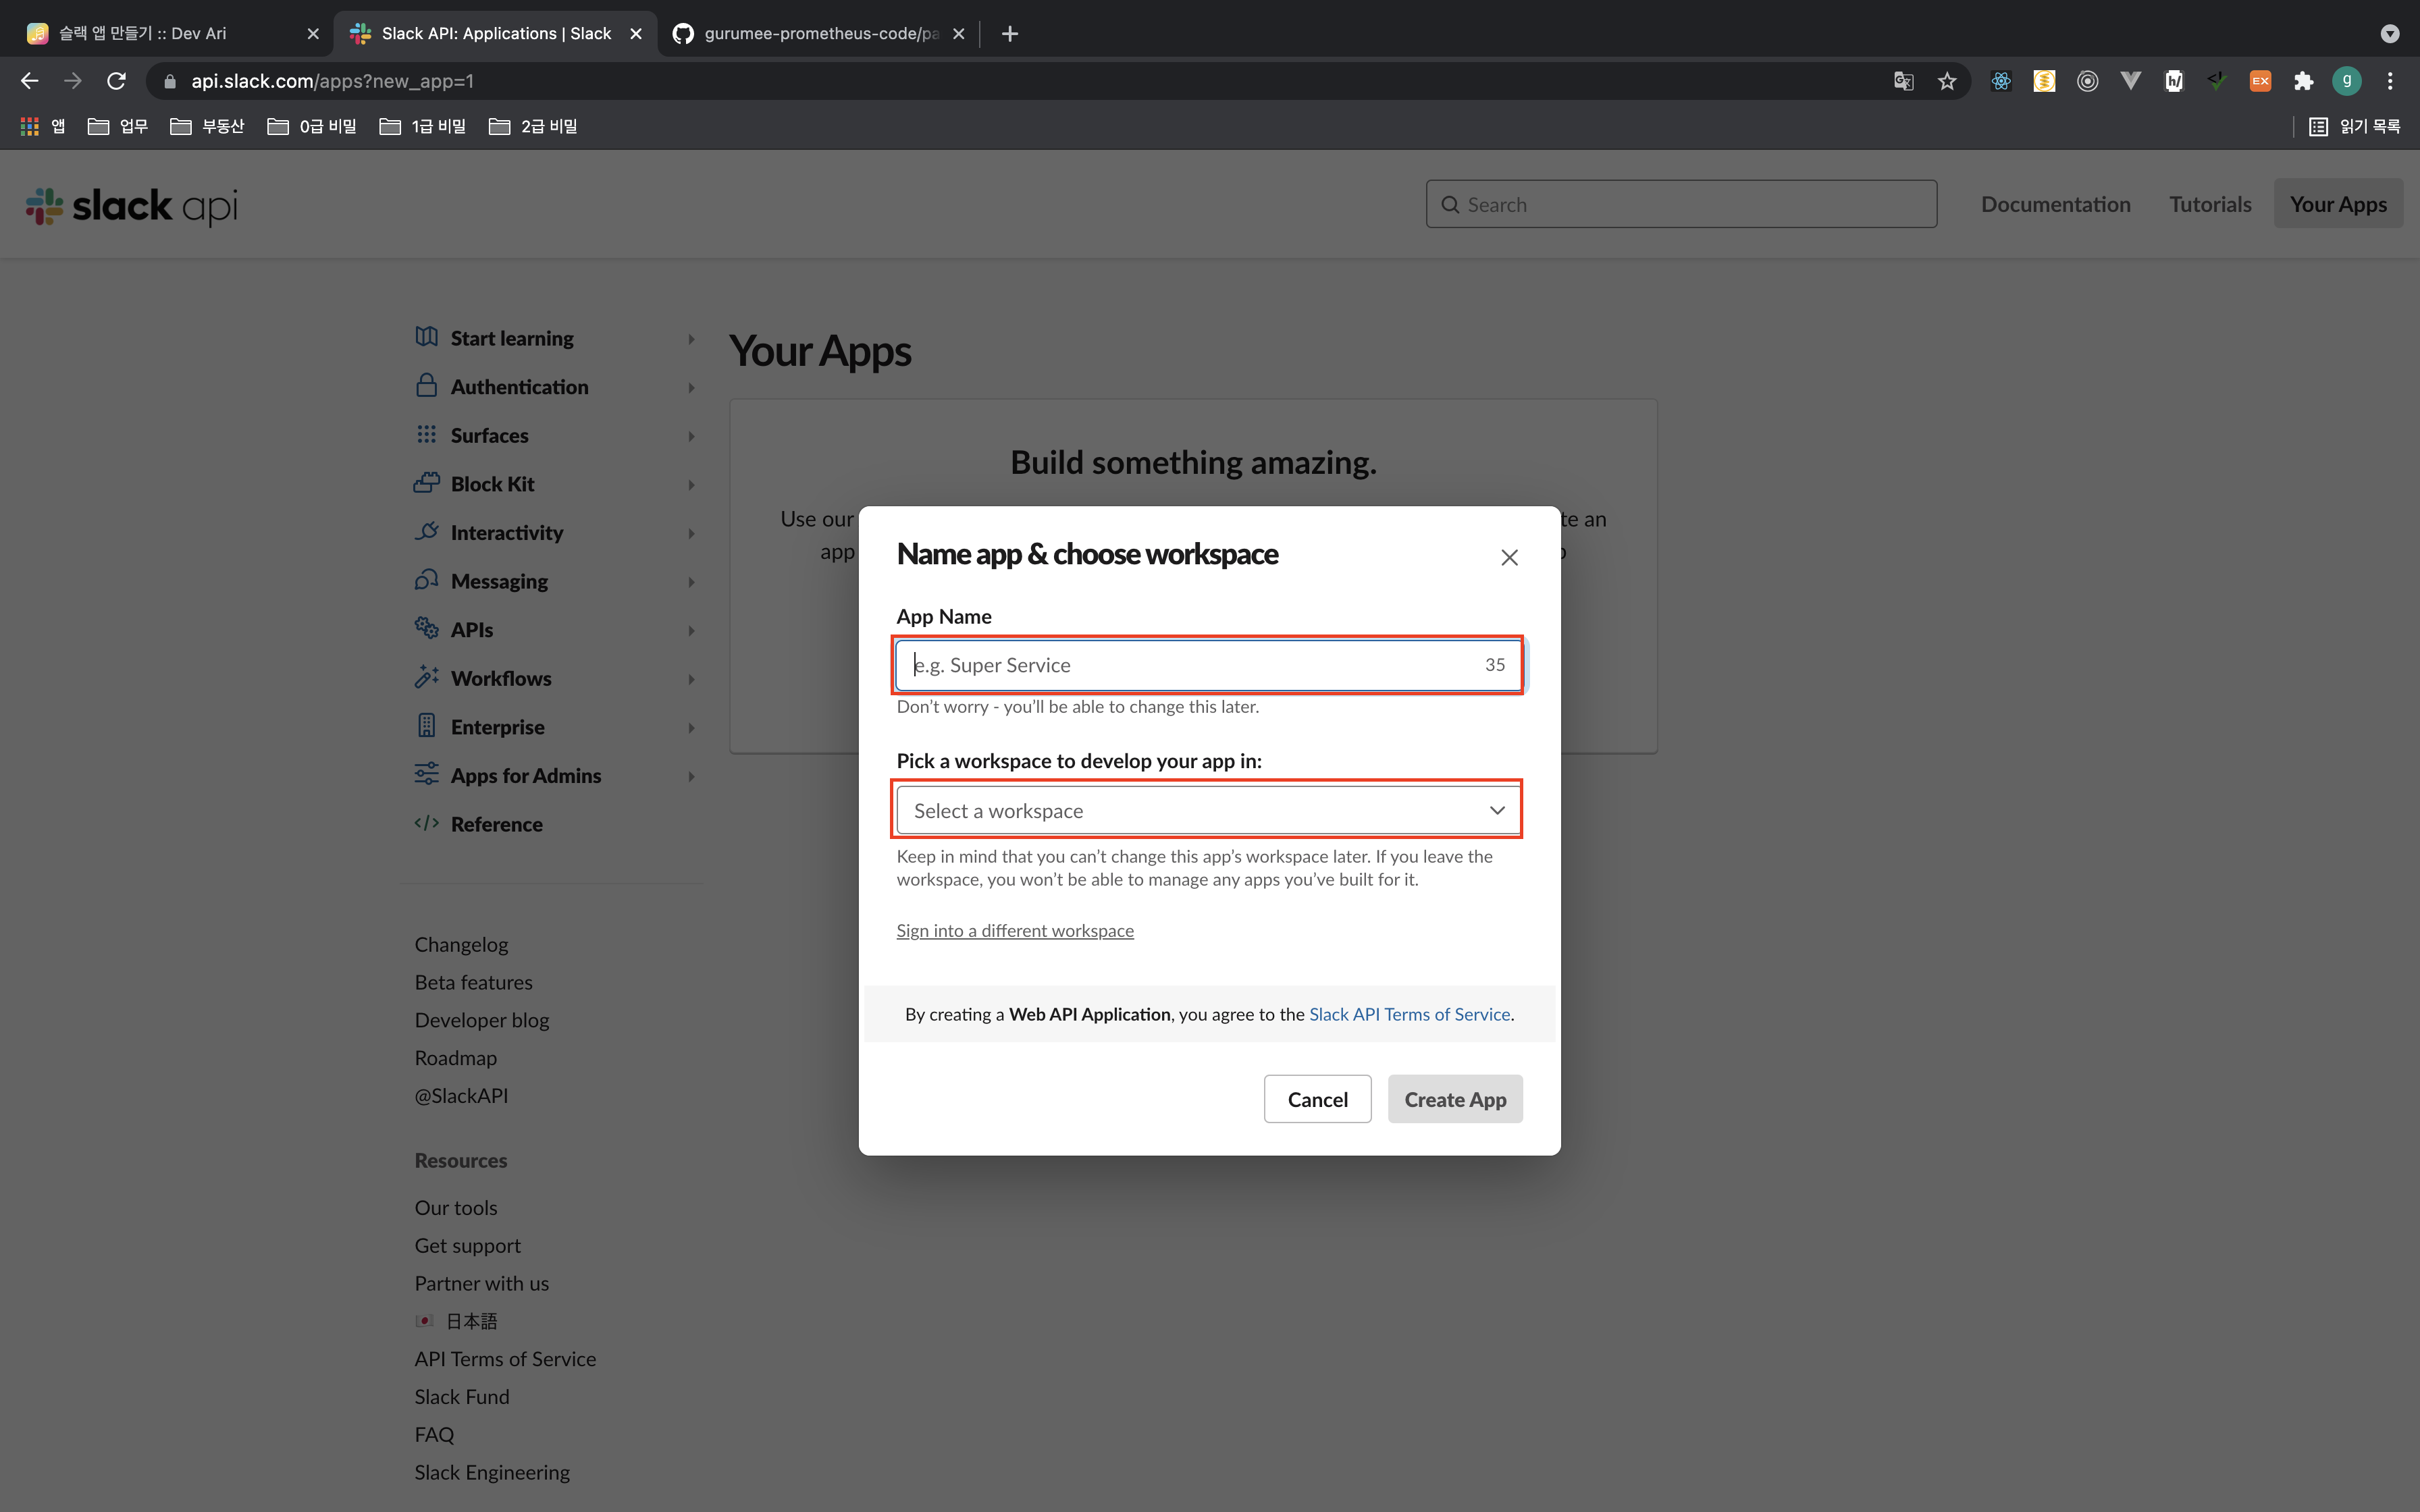 슬랙 앱 만들기 :: Dev Ari
Slack API: Applications | Slack
gurumee-prometheus-code/pa
api.slack.com/apps?new_app=1
앱
업무
부동산
0급 비밀
1급 비밀
2급 비밀
읽기 목록
slack api
Search
Documentation
Tutorials
Your Apps
Start learning
Authentication
Surfaces
Block Kit
Interactivity
Messaging
APIs
Workflows
Enterprise
Apps for Admins
Reference
Changelog
Beta features
Developer blog
Roadmap
@SlackAPI
Resources
Our tools
Get support
Partner with us
日本語
API Terms of Service
Slack Fund
FAQ
Slack Engineering
Your Apps
Build something amazing.
Use our te an
app
Name app & choose workspace
App Name
e.g. Super Service 35
Don't worry - you'll be able to change this later.
Pick a workspace to develop your app in:
Select a workspace
Keep in mind that you can't change this app's workspace later. If you leave the
workspace, you won't be able to manage any apps you've built for it.
Sign into a different workspace
By creating a Web API Application, you agree to the Slack API Terms of Service.
Cancel
Create App